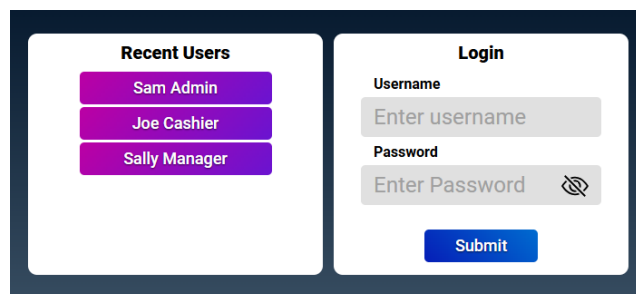 Recent Users
Sam Admin
Joe Cashier
Sally Manager
Login
Username
Enter username
Password
Enter Password
Submit